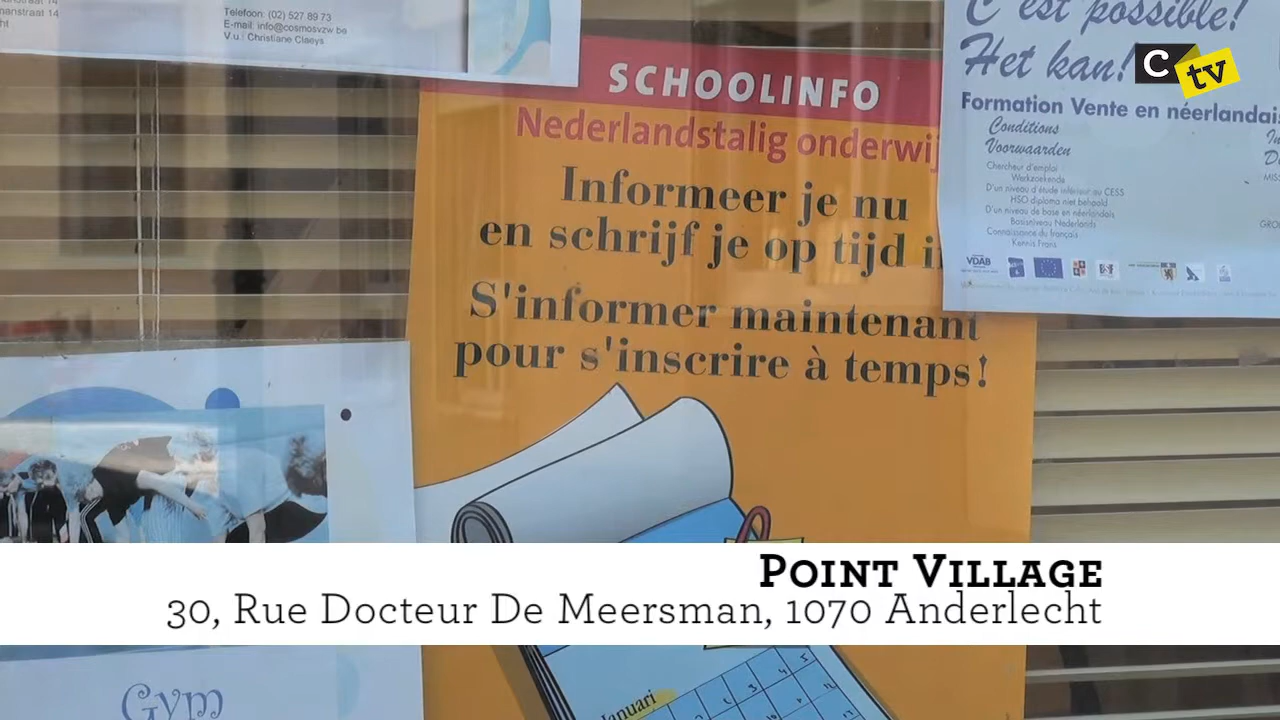 manstraat 14
Telefoon: (02) 527 89 73
E-mail: info@cosmosvzw.be
V.u.: Christiane Claeys
SCHOOLINFO
Nederlandstalig onderwij
Informeer je nu
en schrijf je op tijd i
S'informer maintenant
pour s'inscrire à temps!
C'est possible!
Het kan!
C tv
Formation Vente en néerlandais
Conditions
Voorwaarden
Chercheur d'emploi
Werkzoekende
D'un niveau d'étude inférieur au CESS
HSO diploma niet behaald
D'un niveau de base en néerlandais
Basisniveau Nederlands
Connaissance du français
Kennis Frans
VDAB
POINT VILLAGE
30, Rue Docteur De Meersman, 1070 Anderlecht
Gym
Januari